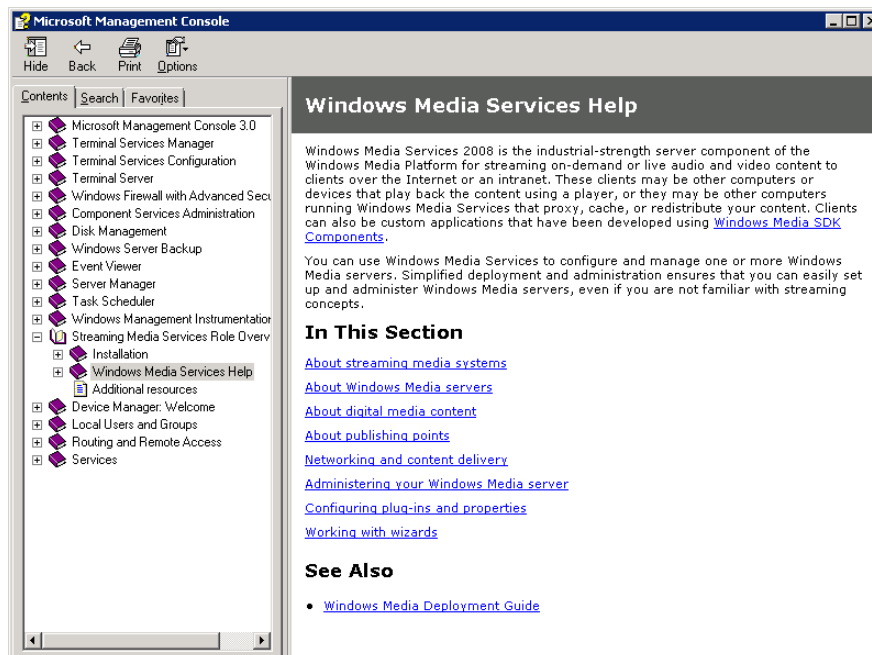 Microsoft Management Console
Hide Back Print Options
Contents Search Favorites
Microsoft Management Console 3.0
Terminal Services Manager
Terminal Services Configuration
Terminal Server
Windows Firewall with Advanced Secu
Component Services Administration
Disk Management
Windows Server Backup
Event Viewer
Server Manager
Task Scheduler
Windows Management Instrumentation
Streaming Media Services Role Overv
Installation
Windows Media Services Help
Additional resources
Device Manager: Welcome
Local Users and Groups
Routing and Remote Access
Services
Windows Media Services Help
Windows Media Services 2008 is the industrial-strength server component of the
Windows Media Platform for streaming on-demand or live audio and video content to
clients over the Internet or an intranet. These clients may be other computers or
devices that play back the content using a player, or they may be other computers
running Windows Media Services that proxy, cache, or redistribute your content. Clients
can also be custom applications that have been developed using Windows Media SDK
Components.
You can use Windows Media Services to configure and manage one or more Windows
Media servers. Simplified deployment and administration ensures that you can easily set
up and administer Windows Media servers, even if you are not familiar with streaming
concepts.
In This Section
About streaming media systems
About Windows Media servers
About digital media content
About publishing points
Networking and content delivery
Administering your Windows Media server
Configuring plug-ins and properties
Working with wizards
See Also
• Windows Media Deployment Guide